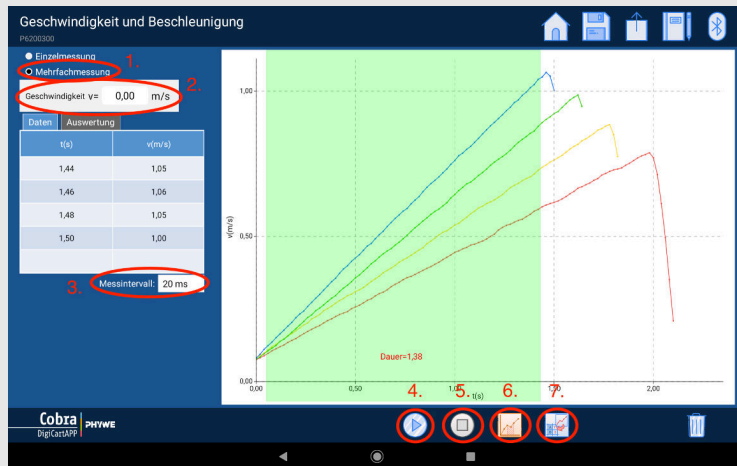 Geschwindigkeit und Beschleunigung
P6200300
Einzelmessung
1.
Mehrfachmessung
2.
Geschwindigkeit v= 0,00 m/s
Daten Auswertung
t(s) v(m/s)
1,44 1,05
1,46 1,06
1,48 1,05
1,50 1,00
3. Messintervall: 20 ms
1,00
v(m/s)
0,50
Dauer=1,38
0,00
0,00 0,50 1,00 1,50 2,00
t(s)
4. 5. 6. 7.
Cobra PHYWE
DigiCartAPP